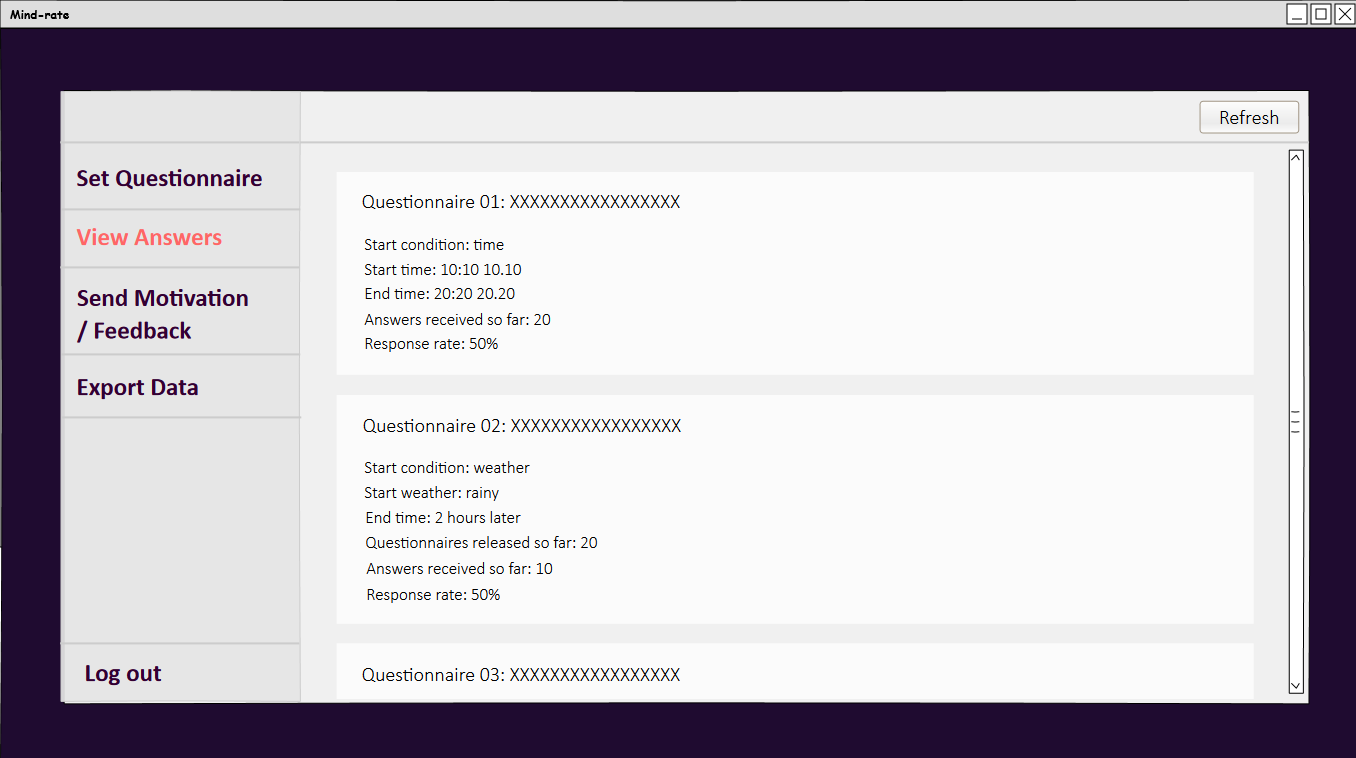 Mind-rate
Refresh
Set Questionnaire
View Answers
Send Motivation
/ Feedback
Export Data
Log out
Questionnaire 01: XXXXXXXXXXXXXXXXX
Start condition: time
Start time: 10:10 10.10
End time: 20:20 20.20
Answers received so far: 20
Response rate: 50%
Questionnaire 02: XXXXXXXXXXXXXXXXX
Start condition: weather
Start weather: rainy
End time: 2 hours later
Questionnaires released so far: 20
Answers received so far: 10
Response rate: 50%
Questionnaire 03: XXXXXXXXXXXXXXXXX